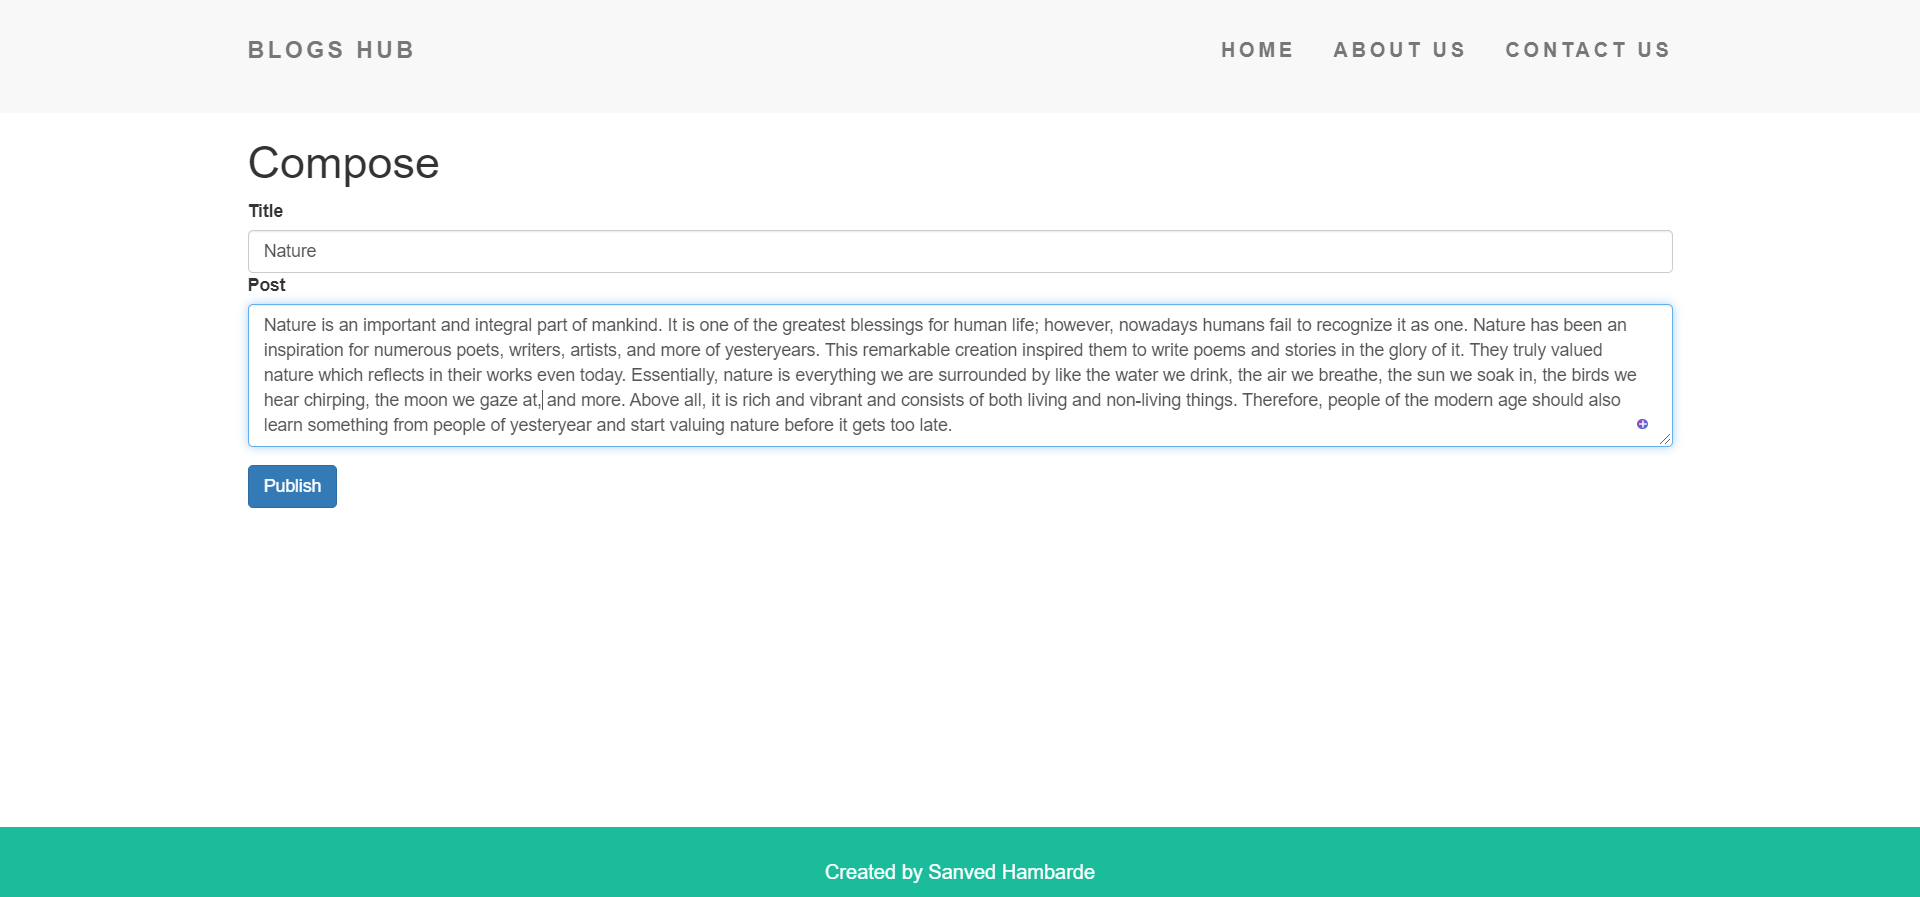 BLOGS HUB
HOME ABOUT US CONTACT US
Compose
Title
Nature
Post
Nature is an important and integral part of mankind. It is one of the greatest blessings for human life; however, nowadays humans fail to recognize it as one. Nature has been an
inspiration for numerous poets, writers, artists, and more of yesteryears. This remarkable creation inspired them to write poems and stories in the glory of it. They truly valued
nature which reflects in their works even today. Essentially, nature is everything we are surrounded by like the water we drink, the air we breathe, the sun we soak in, the birds we
hear chirping, the moon we gaze at, and more. Above all, it is rich and vibrant and consists of both living and non-living things. Therefore, people of the modern age should also
learn something from people of yesteryear and start valuing nature before it gets too late.
Publish
Created by Sanved Hambarde